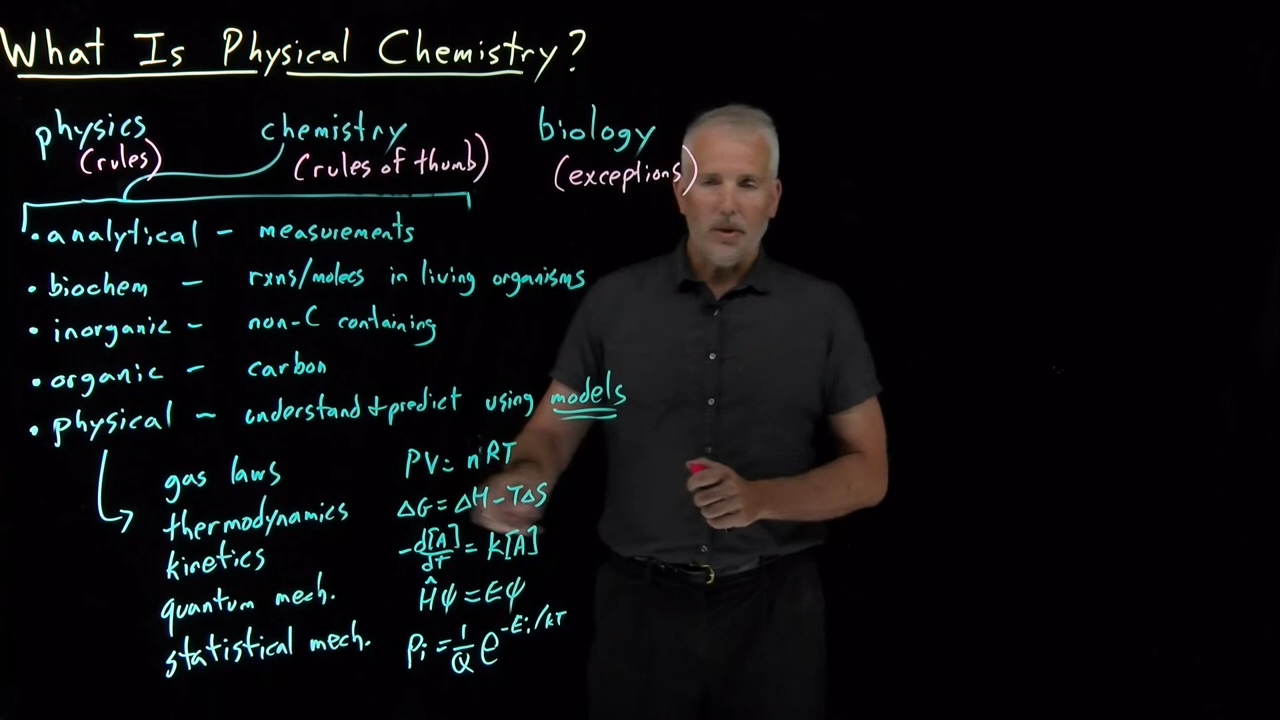 What Is Physical Chemistry?
physics chemistry biology
(rules) (rules of thumb) (exceptions)
• analytical – measurements
• biochem – rxns/molecs in living organisms
• inorganic – non-C containing
• organic – carbon
• physical – understand + predict using models
gas laws PV = nRT
thermodynamics ΔG = ΔH - TΔS
kinetics -d[A]/dt = k[A]
quantum mech. Ĥψ = Eψ
statistical mech. Pi = 1/Q e^-Ei/kT